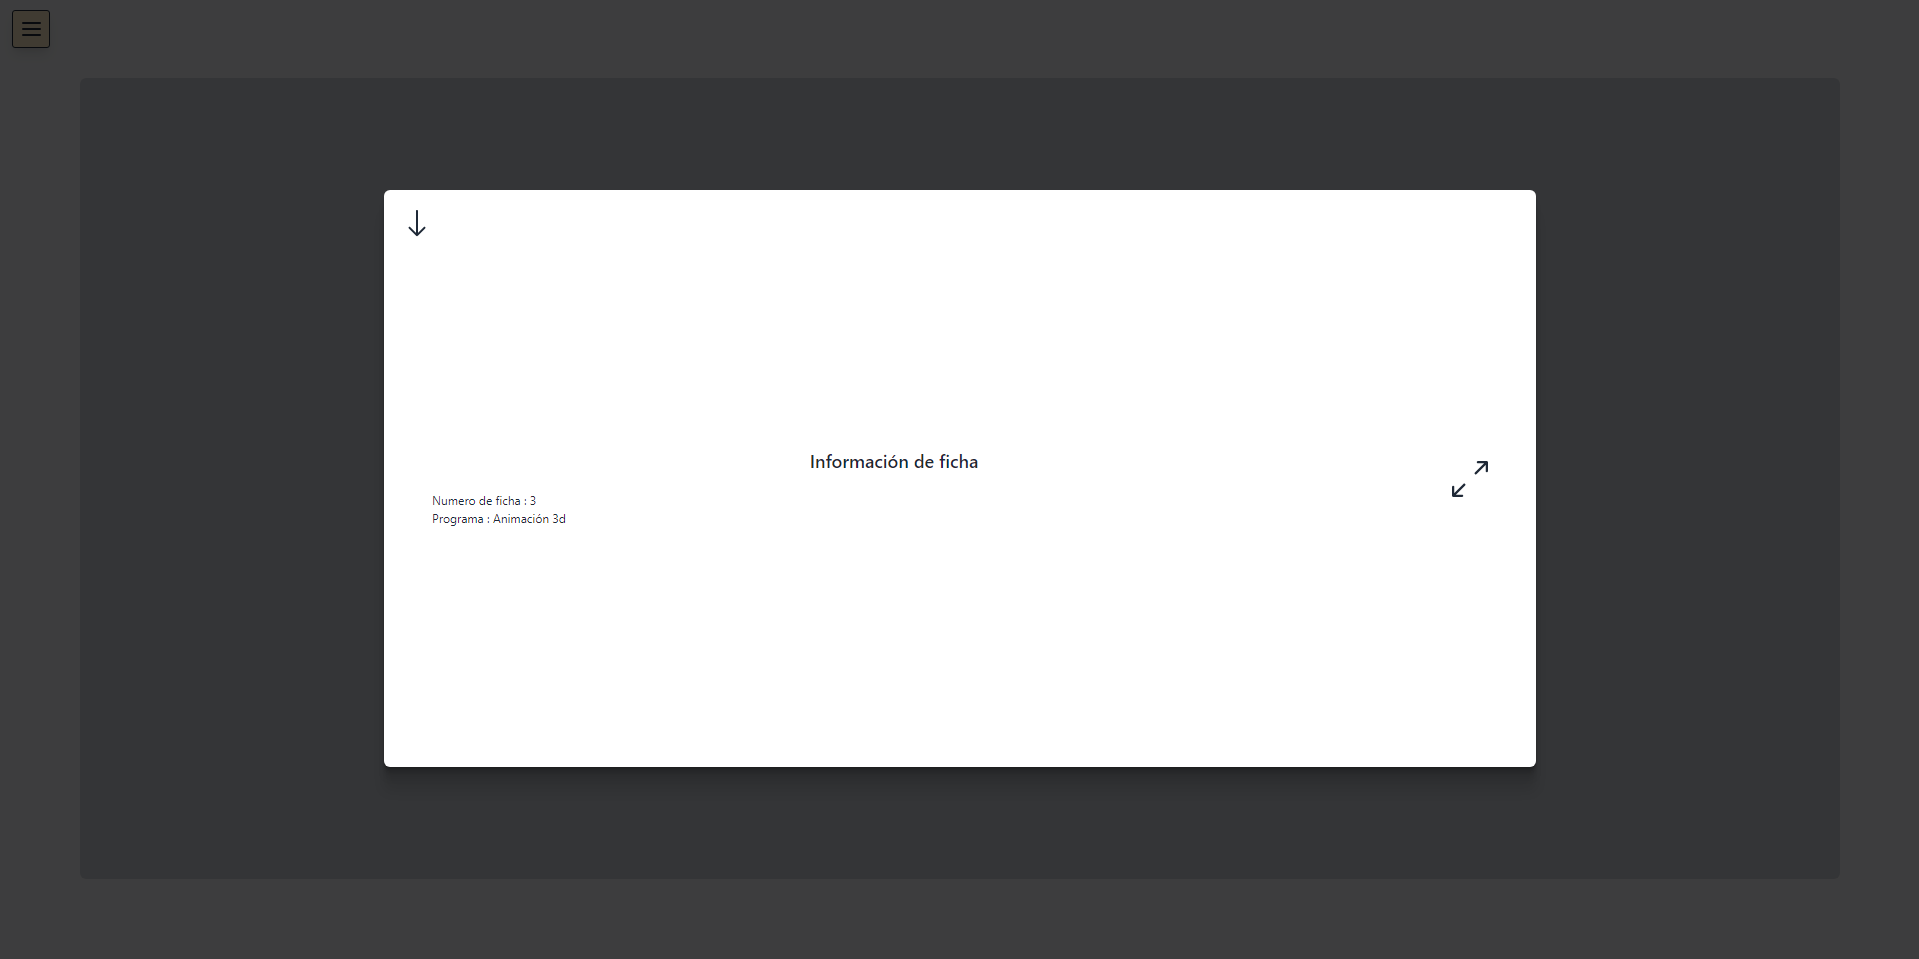 Información de ficha
Numero de ficha : 3
Programa : Animación 3d